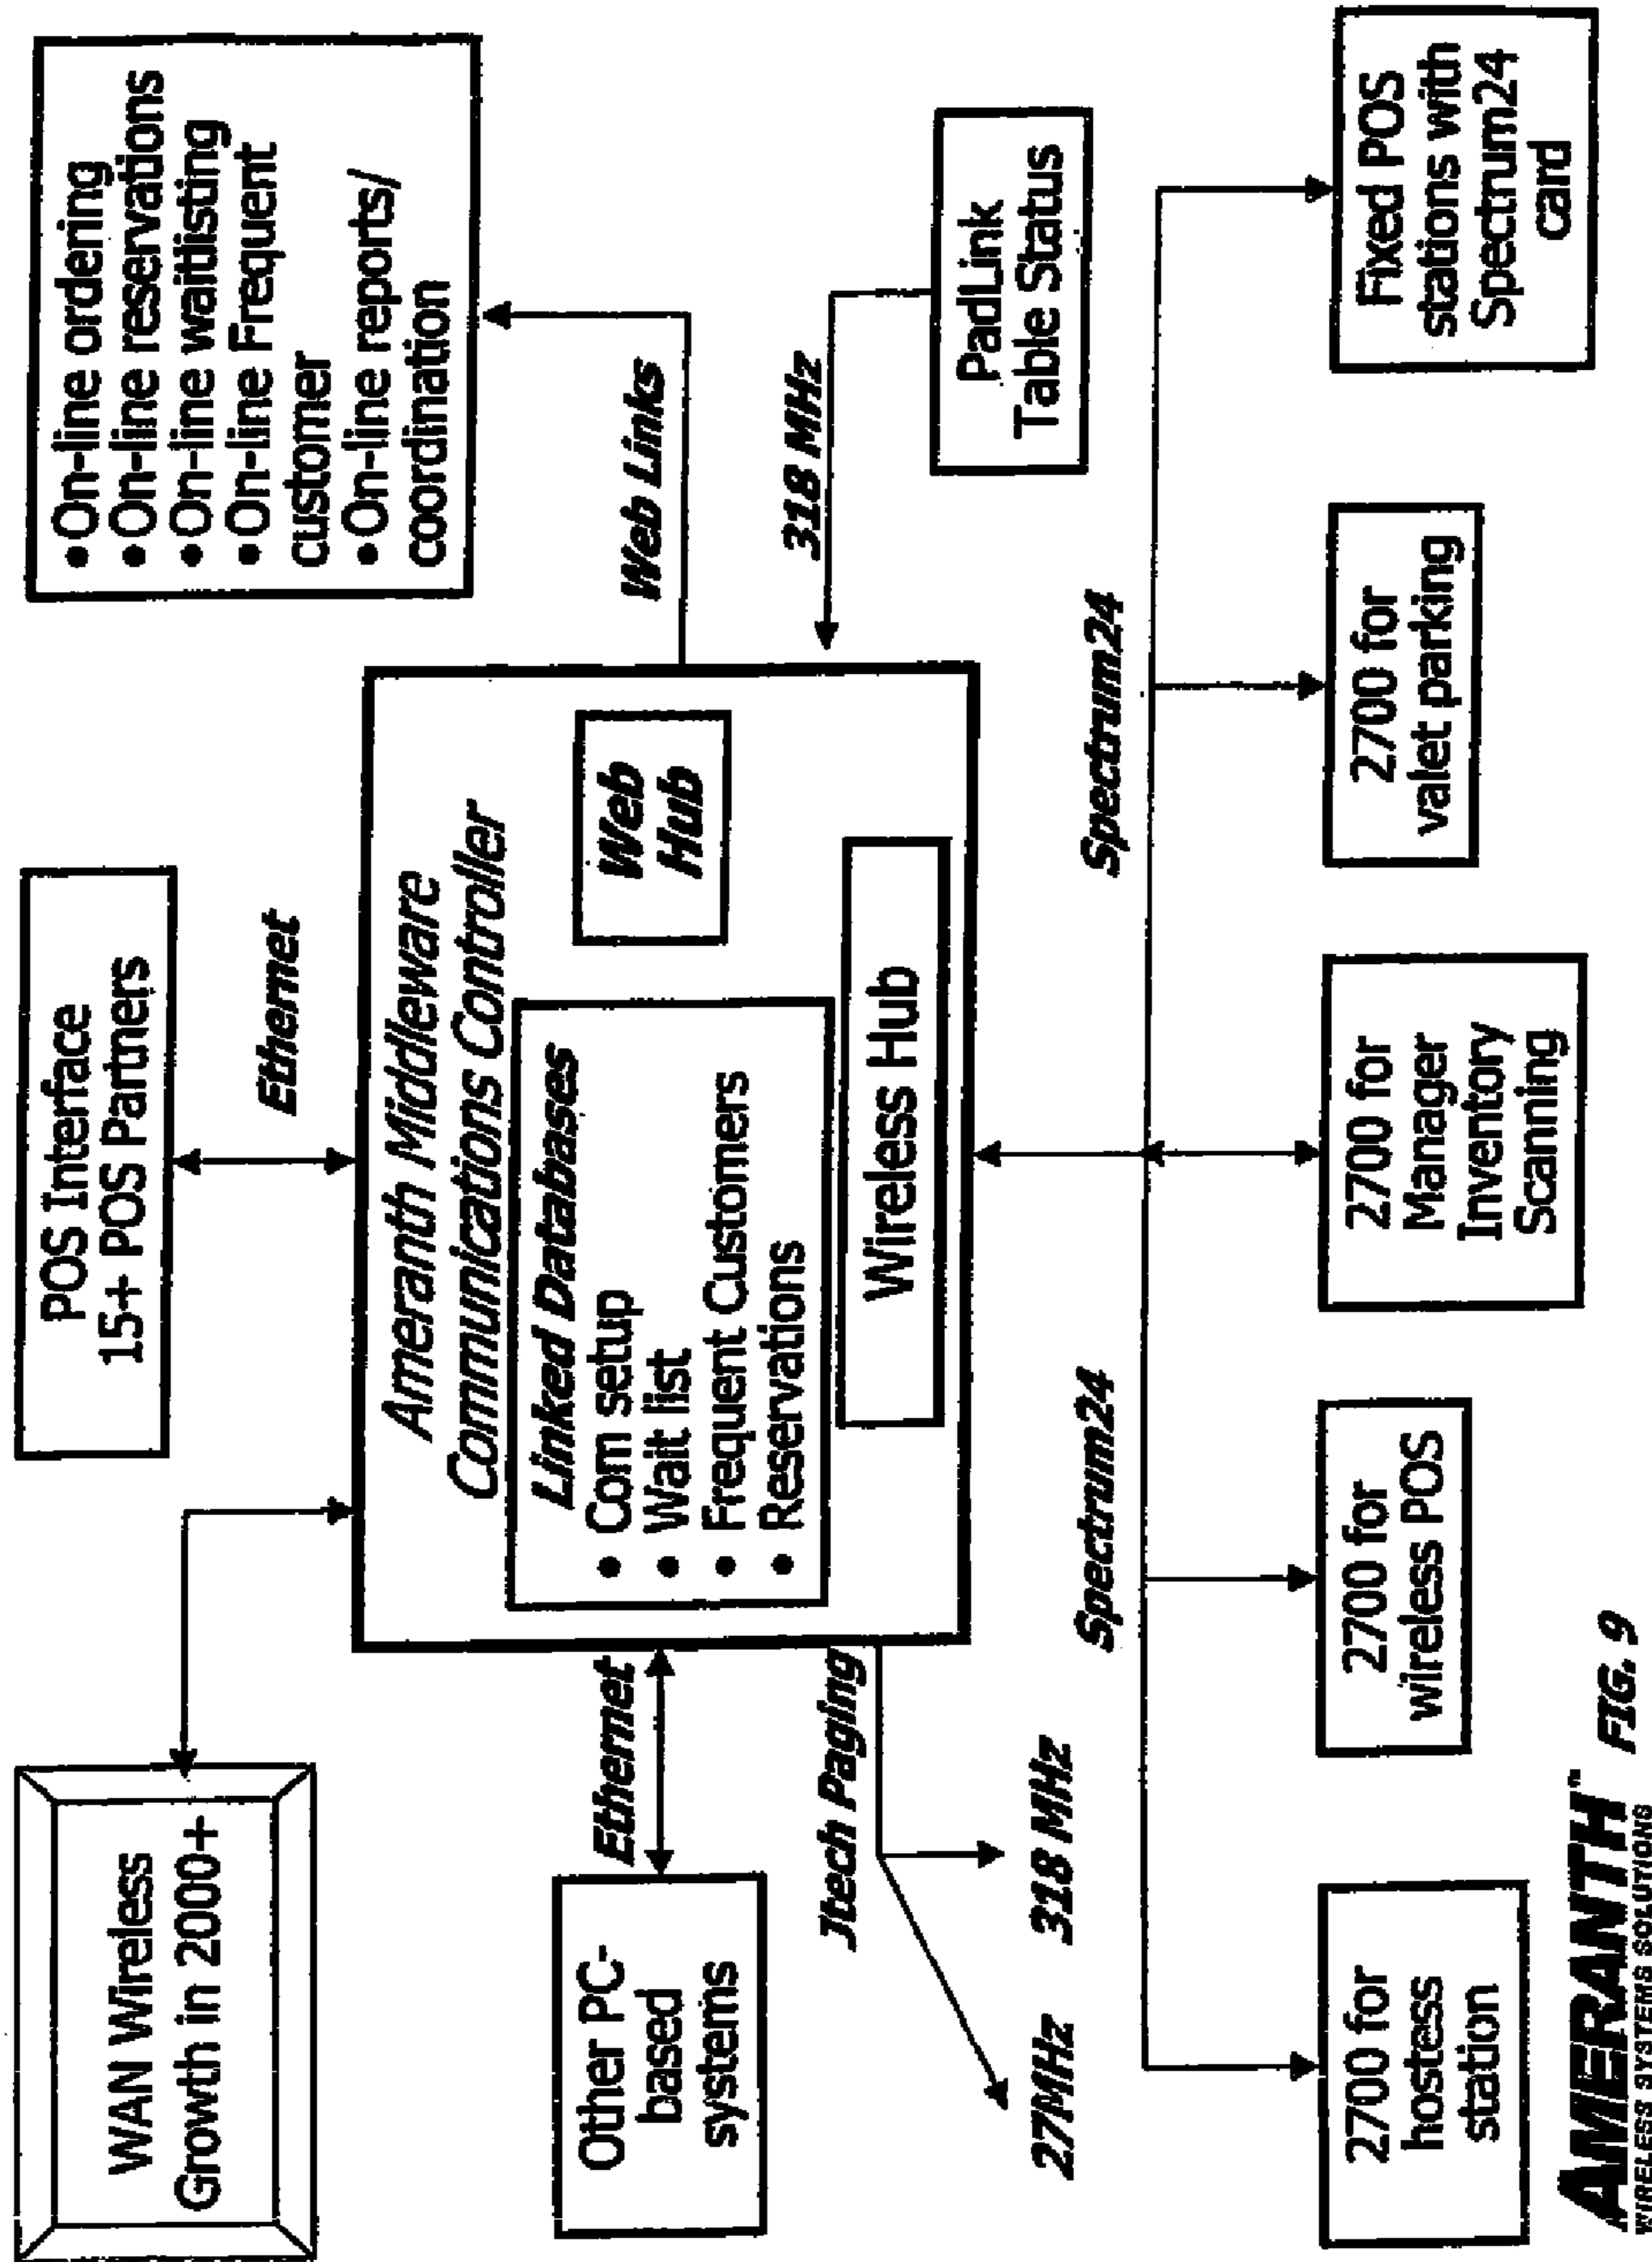 WAN Wireless
Growth in 2000+
POS Interface
15+ POS Partners
•On-line ordering
•On-line reservations
•On-line waitlisting
•On-line Frequent
customer
•On-line reports/
coordination
Ethernet
Ameranth Middleware
Communications Controller
Linked Databases
• Com setup
• Wait list
• Frequent Customers
• Reservations
Web
Hub
Wireless Hub
Web Links
Other PC-
based
systems
Ethernet
Jtech Paging
318 MHz
PadLink
Table Status
27MHz
318 MHz
Spectrum24
Spectrum24
2700 for
hostess
station
2700 for
wireless POS
2700 for
Manager
Inventory
Scanning
2700 for
valet parking
Fixed POS
stations with
Spectrum24
card
AMERANTH™
WIRELESS SYSTEMS SOLUTIONS
FIG. 9